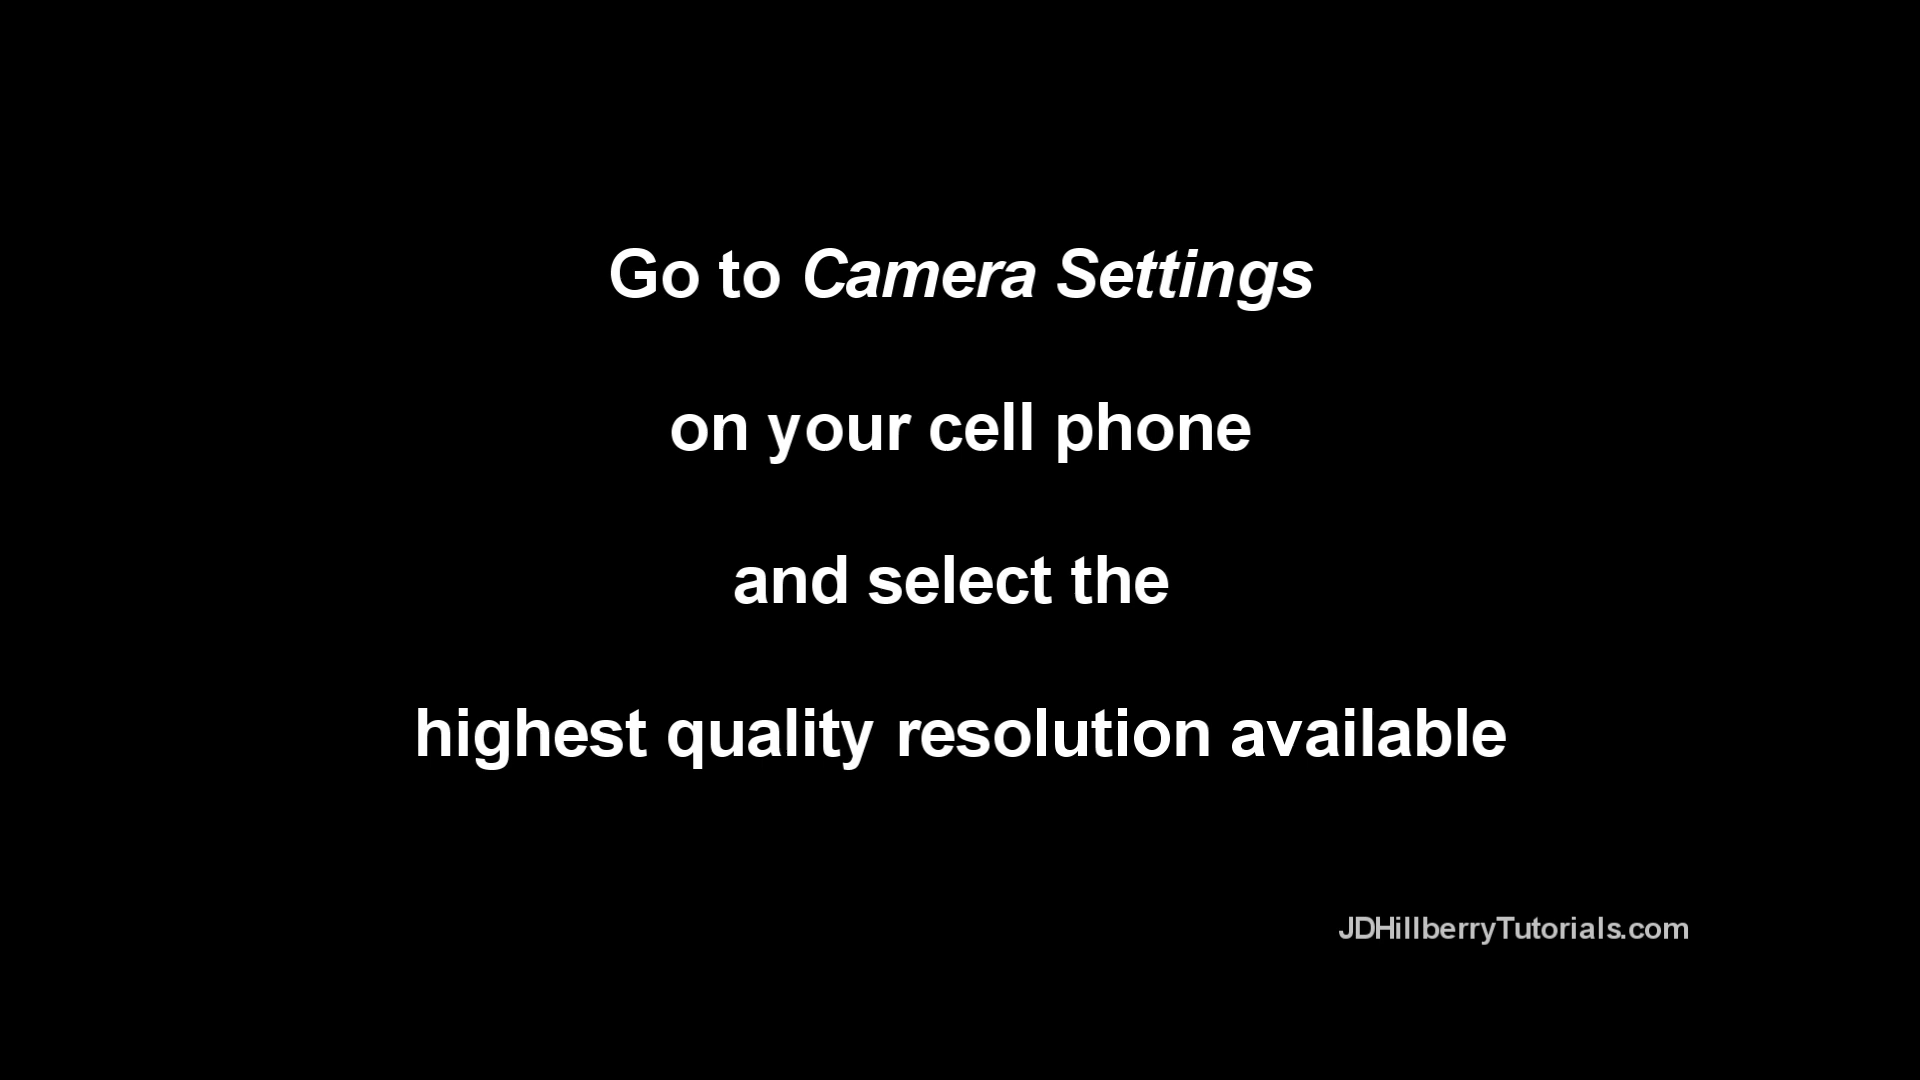 Go to Camera Settings
on your cell phone
and select the
highest quality resolution available
JDHillberryTutorials.com